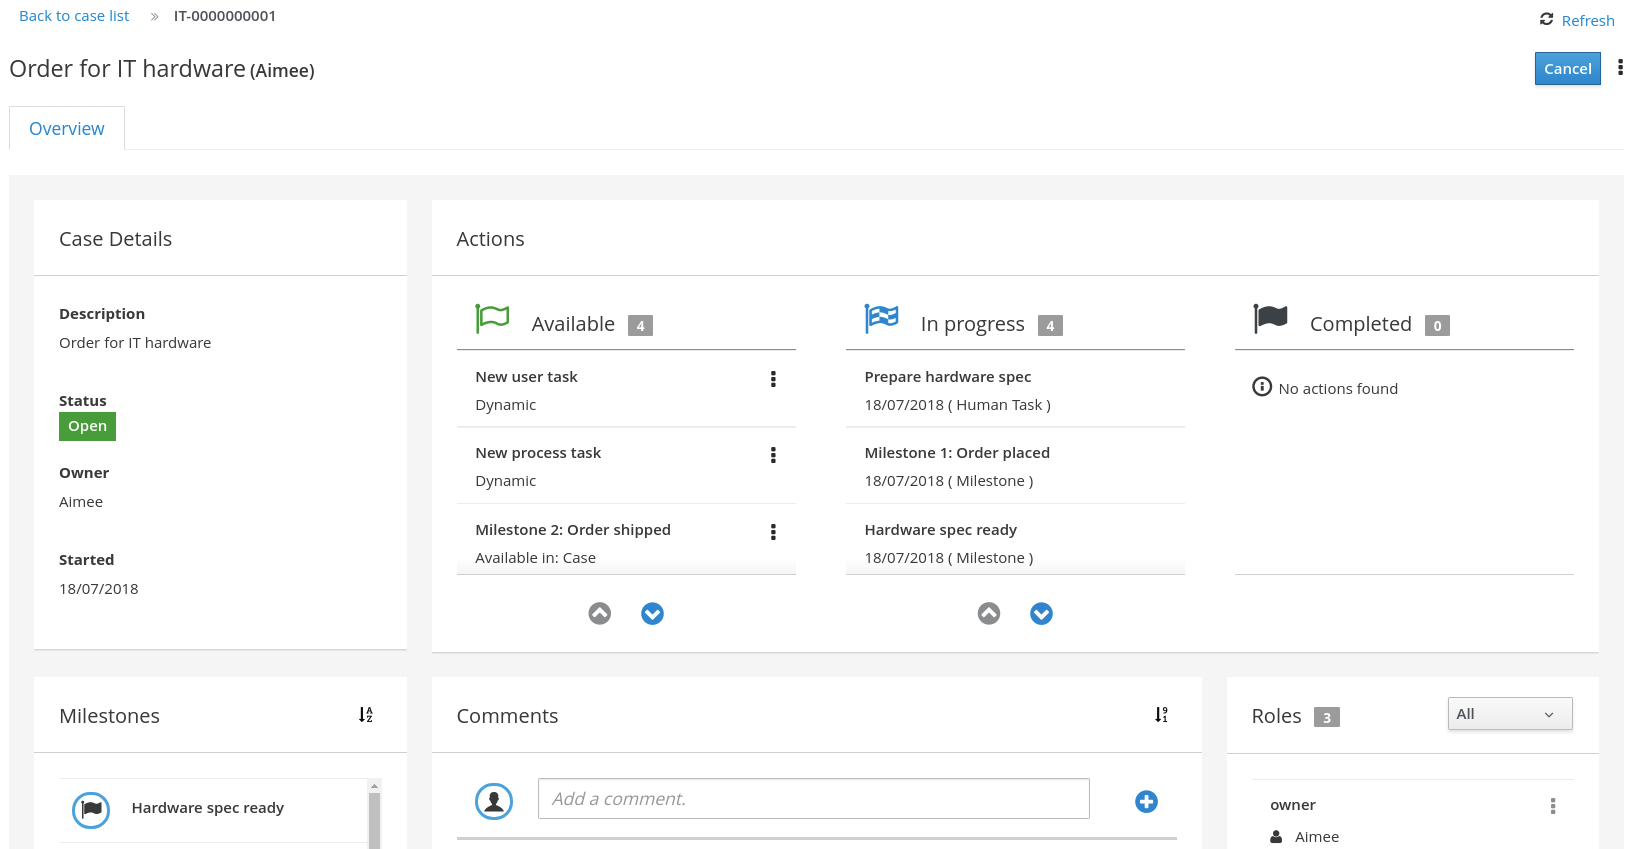 Back to case list » IT-0000000001
Refresh
Order for IT hardware (Aimee)
Cancel
Overview
Case Details
Description
Order for IT hardware
Status
Open
Owner
Aimee
Started
18/07/2018
Actions
Available 4
New user task
Dynamic
New process task
Dynamic
Milestone 2: Order shipped
Available in: Case
In progress 4
Prepare hardware spec
18/07/2018 ( Human Task )
Milestone 1: Order placed
18/07/2018 ( Milestone )
Hardware spec ready
18/07/2018 ( Milestone )
Completed 0
No actions found
Milestones
A
Z
Hardware spec ready
Comments
9
1
Add a comment.
Roles 3
All
owner
Aimee